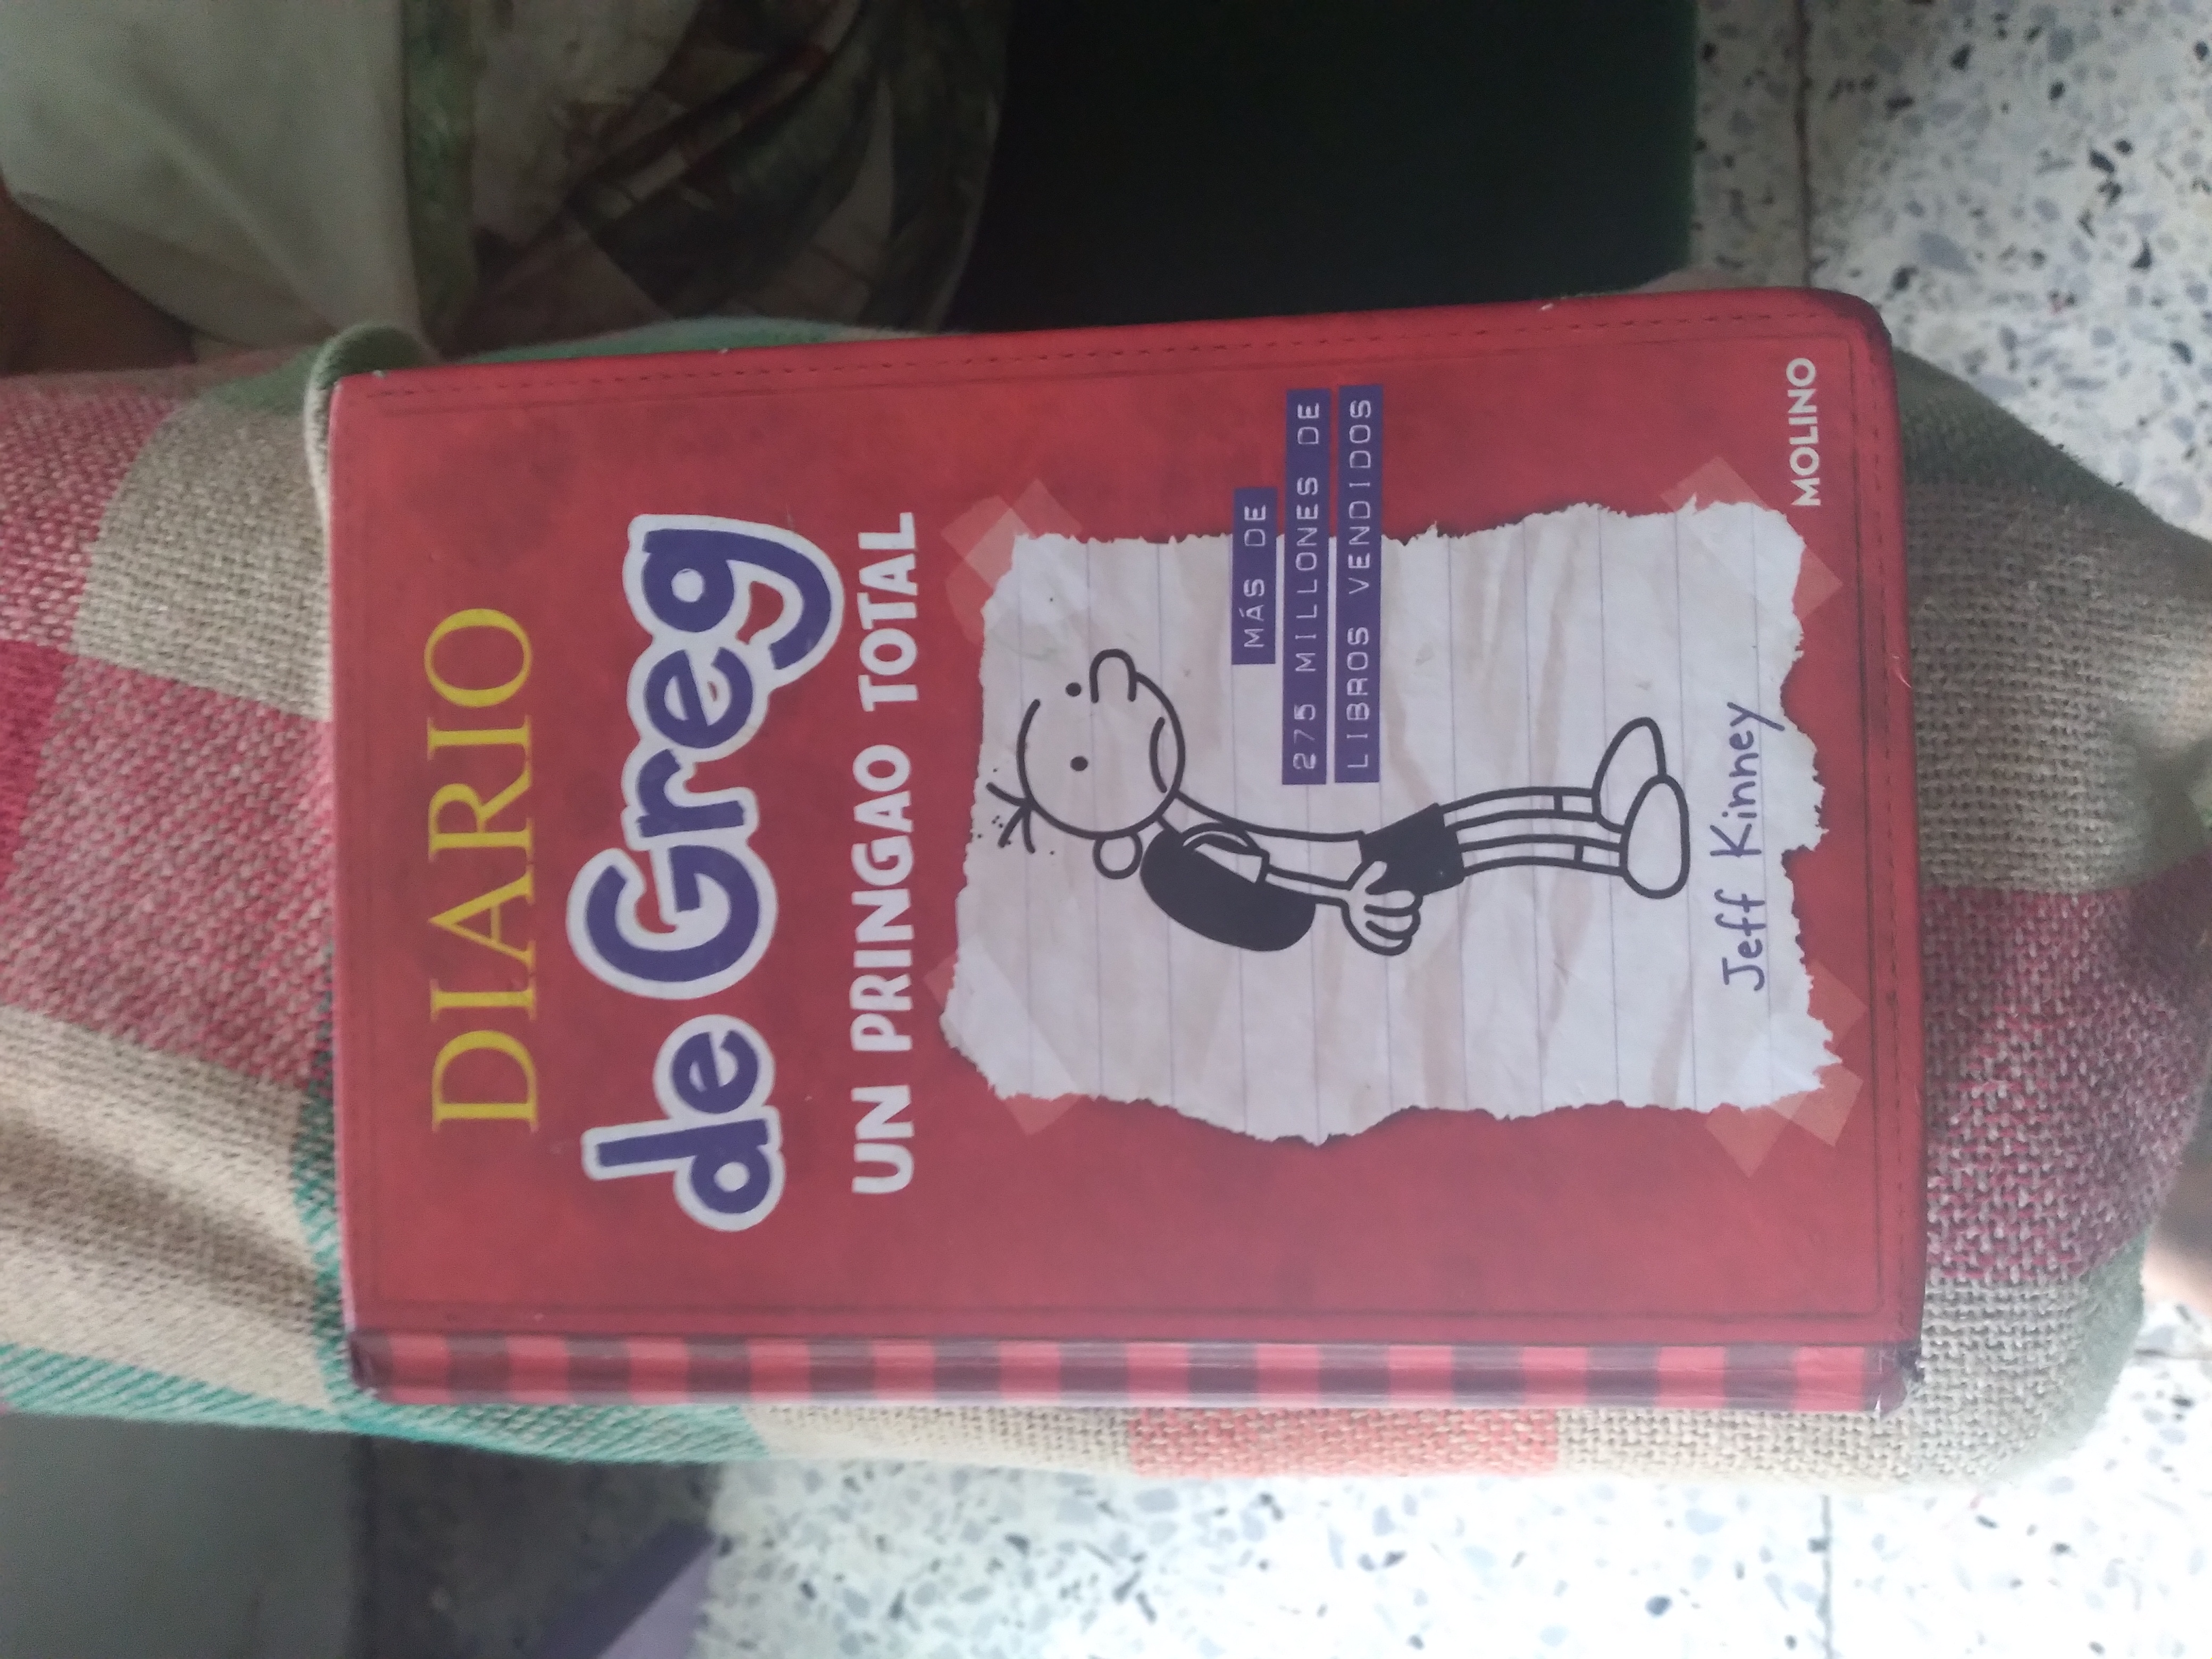 DIARIO
de Greg
UN PRINGAO TOTAL
MÁS DE
275 MILLONES DE
LIBROS VENDIDOS
Jeff Kinney
MOLINO